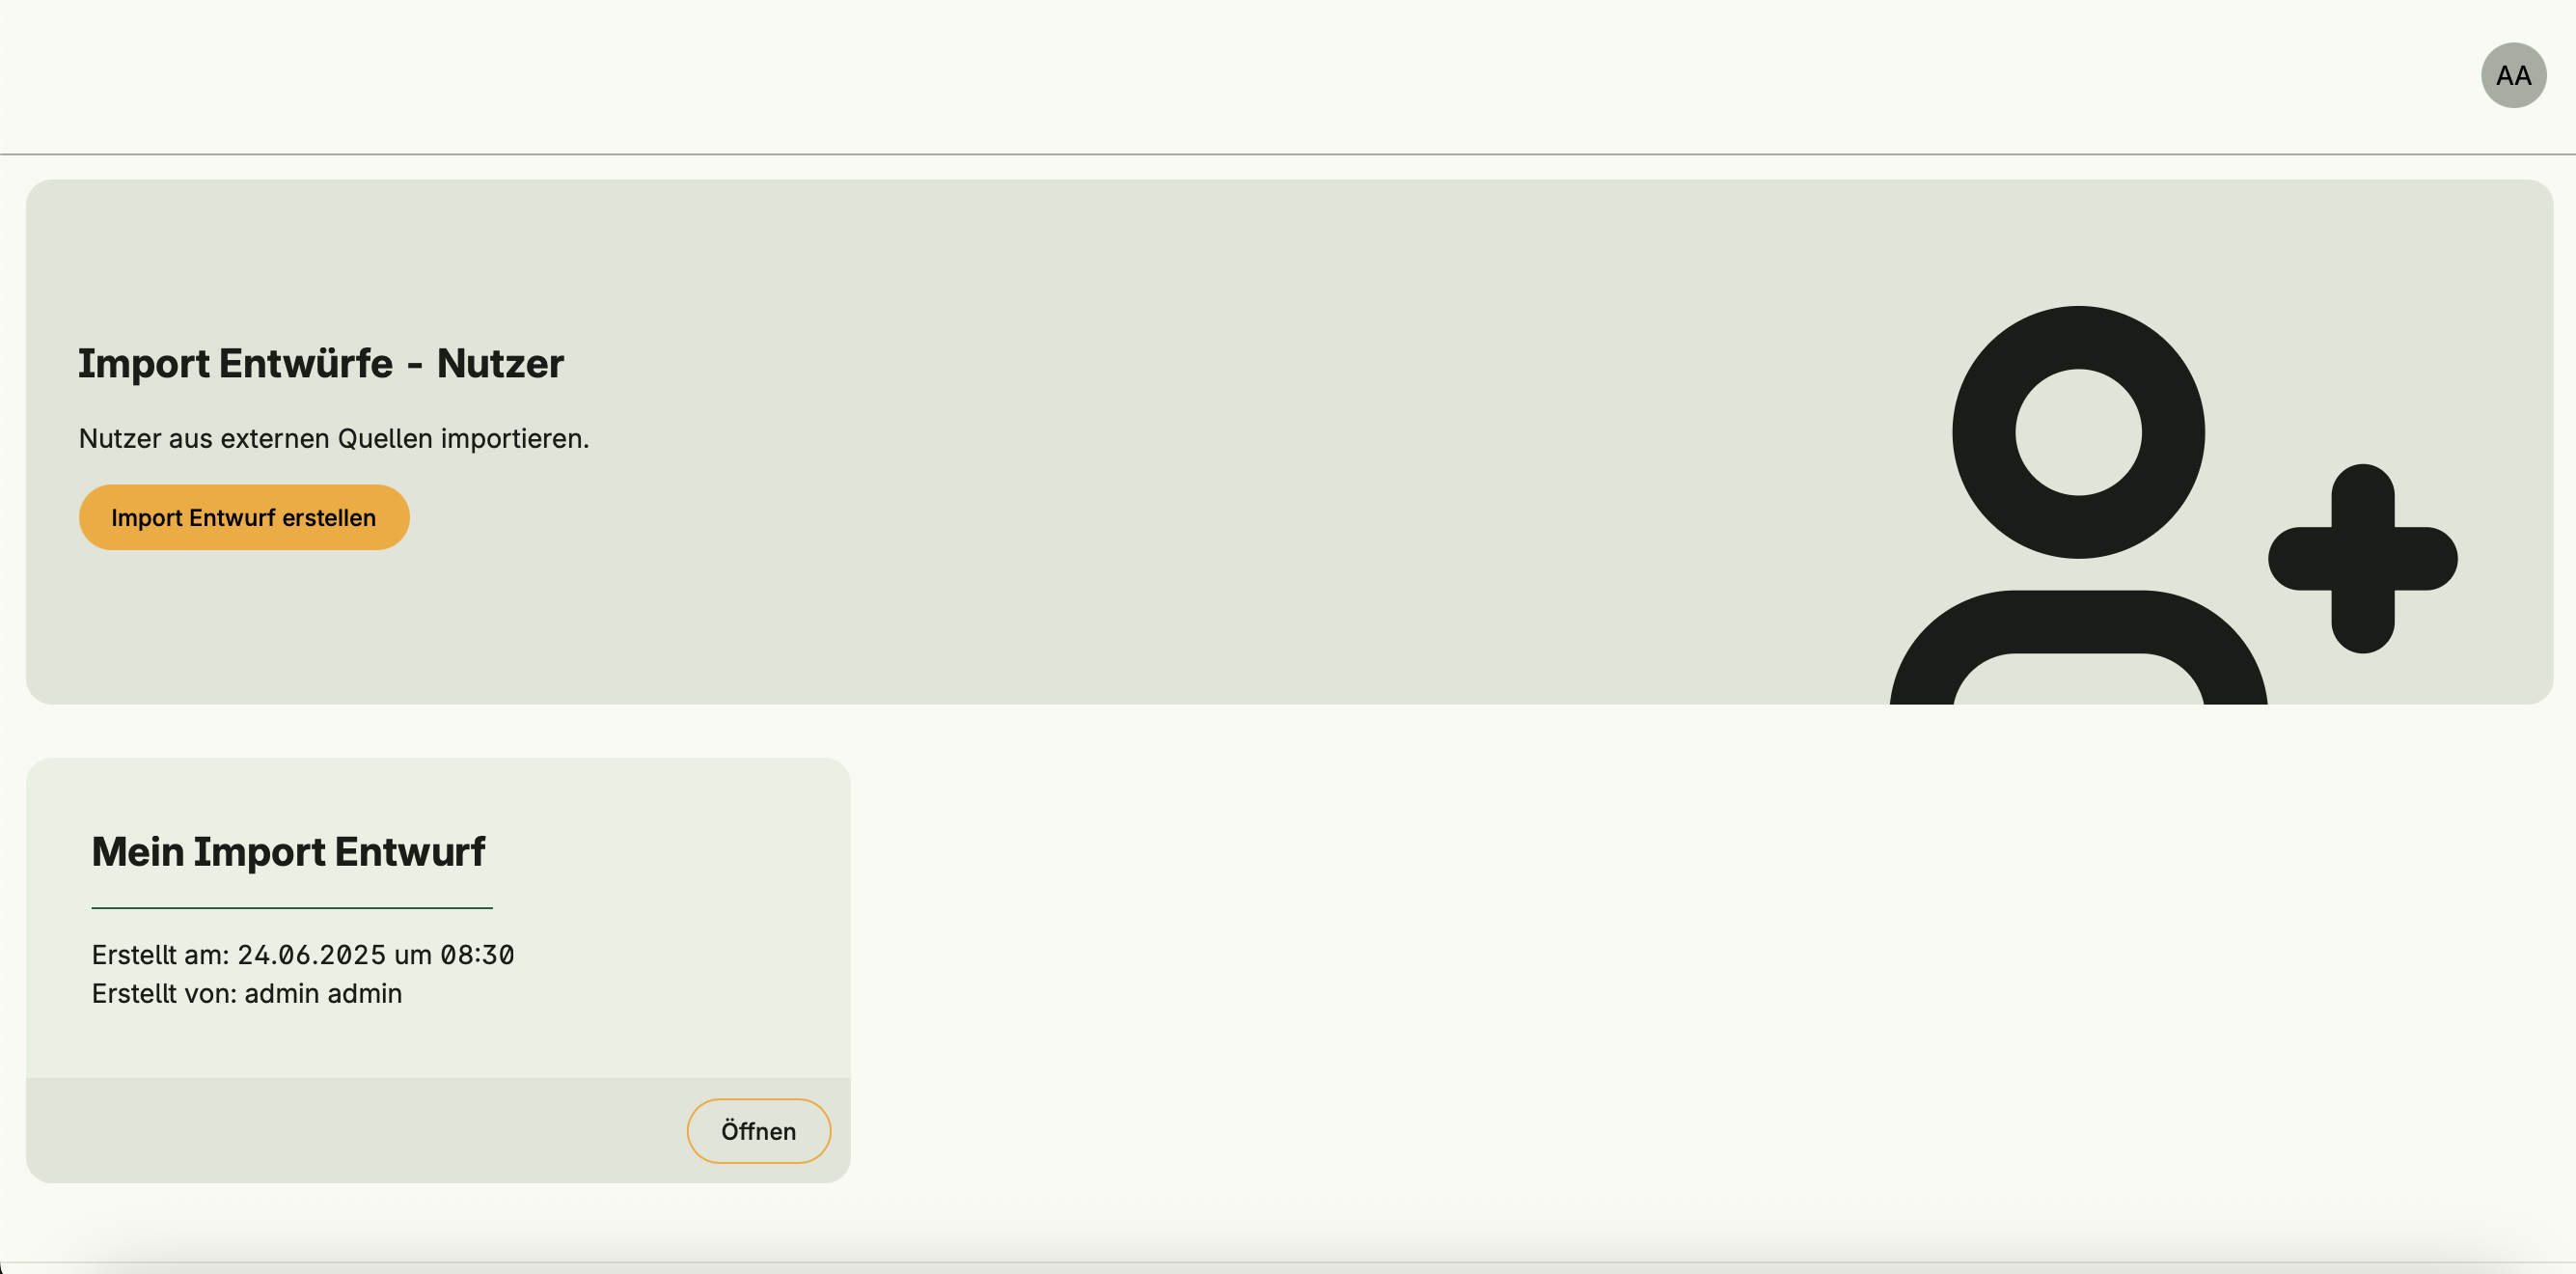 AA
Import Entwürfe - Nutzer
Nutzer aus externen Quellen importieren.
Import Entwurf erstellen
Mein Import Entwurf
Erstellt am: 24.06.2025 um 08:30
Erstellt von: admin admin
Öffnen